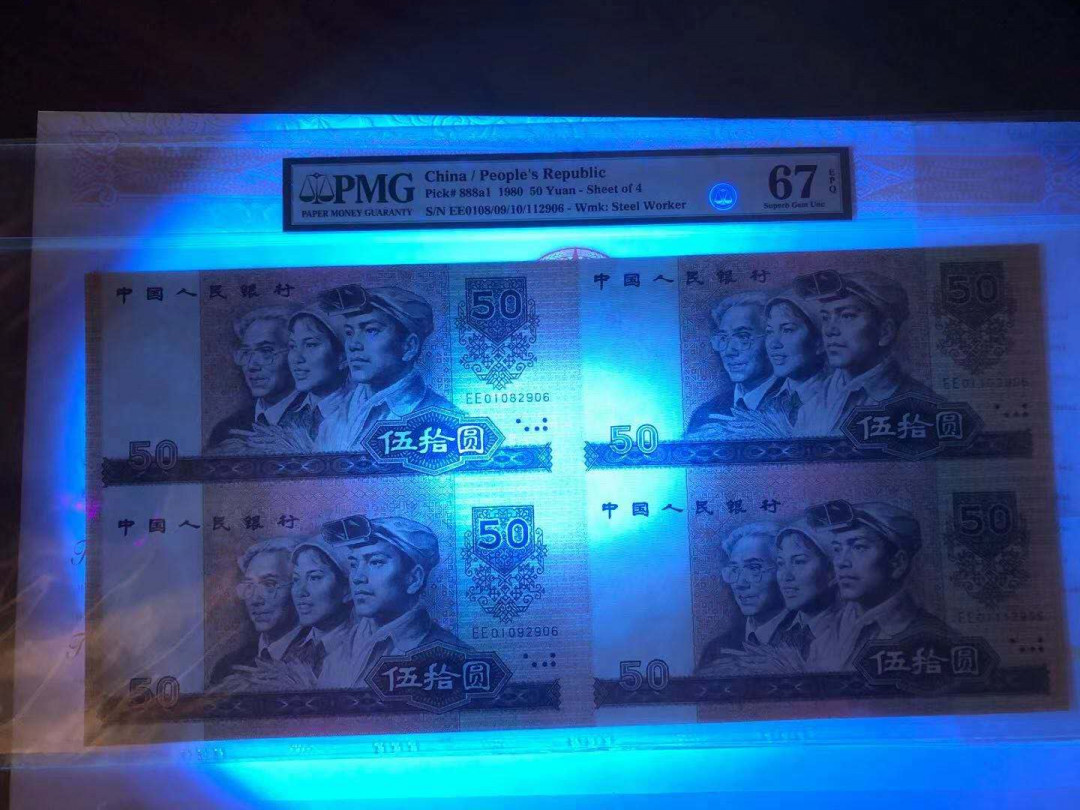 PMG
PAPER MONEY GUARANTY
China / People's Republic
Pick# 888a1 1980 50 Yuan - Sheet of 4
S/N EE0108/09/10/112906 - Wmk: Steel Worker
67
EPQ
Superb Gem Unc
中国人民银行
50
EE01082906
50
伍拾圆
中国人民银行
50
50
伍拾圆
中国人民银行
50
EE01092906
50
伍拾圆
中国人民银行
50
50
伍拾圆